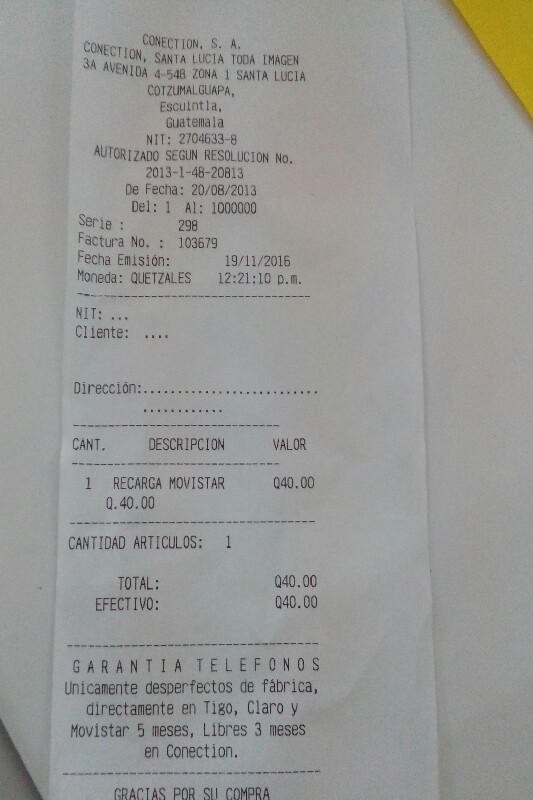 CONECTION, S. A.
CONECTION, SANTA LUCIA TODA IMAGEN
3A AVENIDA 4-54B ZONA 1 SANTA LUCIA
COTZUMALGUAPA,
Escuintla,
Guatemala
NIT: 2704633-8
AUTORIZADO SEGUN RESOLUCION No.
2013-1-48-20813
De Fecha: 20/08/2013
Del: 1 Al: 1000000
Serie : 298
Factura No. : 103679
Fecha Emisión: 19/11/2016
Moneda: QUETZALES 12:21:10 p.m.
NIT: ...
Cliente: ....
Dirección:..........................
............
CANT. DESCRIPCION VALOR
1 RECARGA MOVISTAR Q40.00
Q.40.00
CANTIDAD ARTICULOS: 1
TOTAL: Q40.00
EFECTIVO: Q40.00
G A R A N T I A T E L E F O N O S
Unicamente desperfectos de fábrica,
directamente en Tigo, Claro y
Movistar 5 meses, Libres 3 meses
en Conection.
GRACIAS POR SU COMPRA